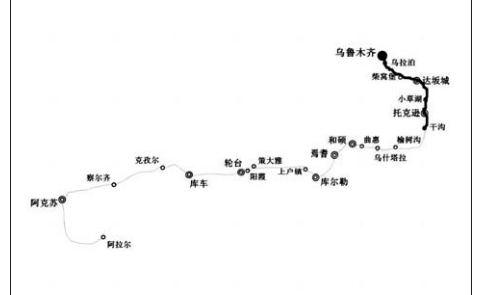 乌鲁木齐
乌拉泊
柴窝堡
达坂城
小草湖
托克逊
干沟
和硕
曲惠
榆树沟
焉耆
乌什塔拉
克孜尔
轮台
策大雅
上户镇
察尔齐
库车
阳霞
库尔勒
阿克苏
阿拉尔